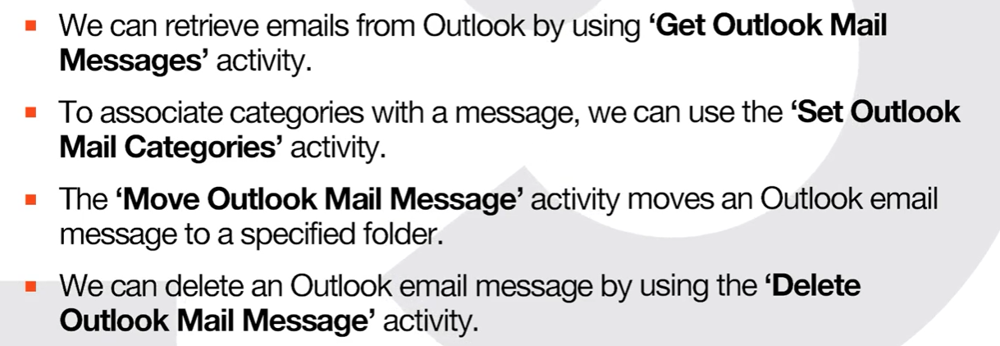 We can retrieve emails from Outlook by using ‘Get Outlook Mail
Messages’ activity.
To associate categories with a message, we can use the ‘Set Outlook
Mail Categories’ activity.
The ‘Move Outlook Mail Message’ activity moves an Outlook email
message to a specified folder.
We can delete an Outlook email message by using the ‘Delete
Outlook Mail Message’ activity.